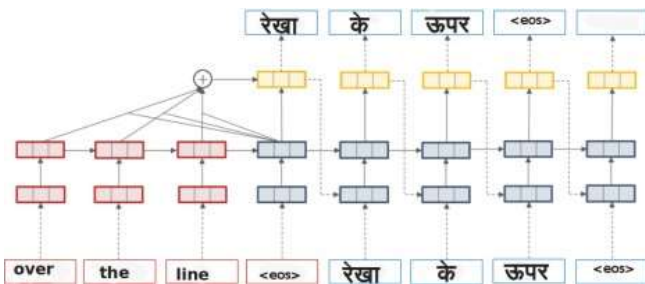 रेखा के ऊपर <eos>
+
over the line <eos> रेखा के ऊपर <eos>